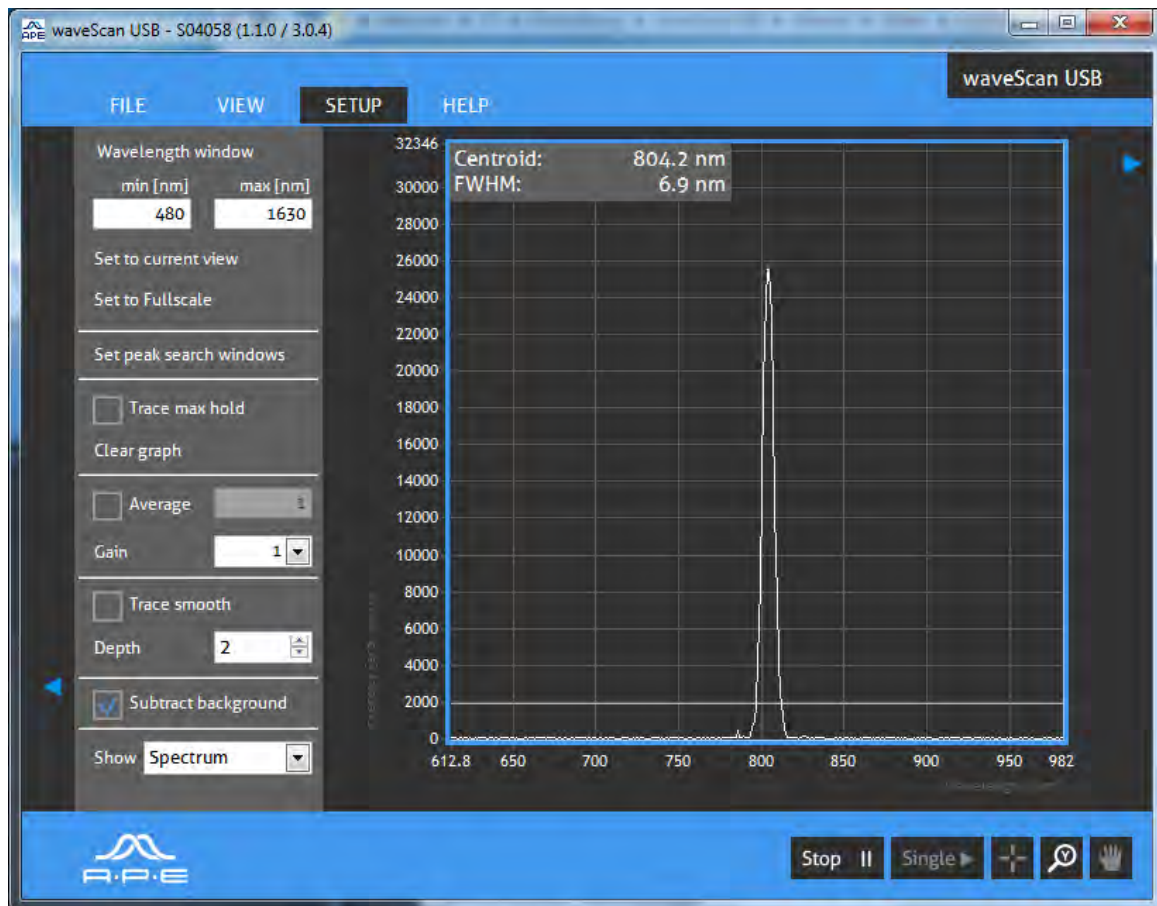 waveScan USB - S04058 (1.1.0 / 3.0.4)
waveScan USB
FILE VIEW SETUP HELP
Wavelength window
min [nm] max [nm]
480 1630
Set to current view
Set to Fullscale
Set peak search windows
Trace max hold
Clear graph
Average 1
Gain 1
Trace smooth
Depth 2
Subtract background
Show Spectrum
Centroid: 804.2 nm
FWHM: 6.9 nm
32346
30000
28000
26000
24000
22000
20000
18000
16000
14000
12000
10000
8000
6000
4000
2000
0
612.8 650 700 750 800 850 900 950 982
A.P.E
Stop Single